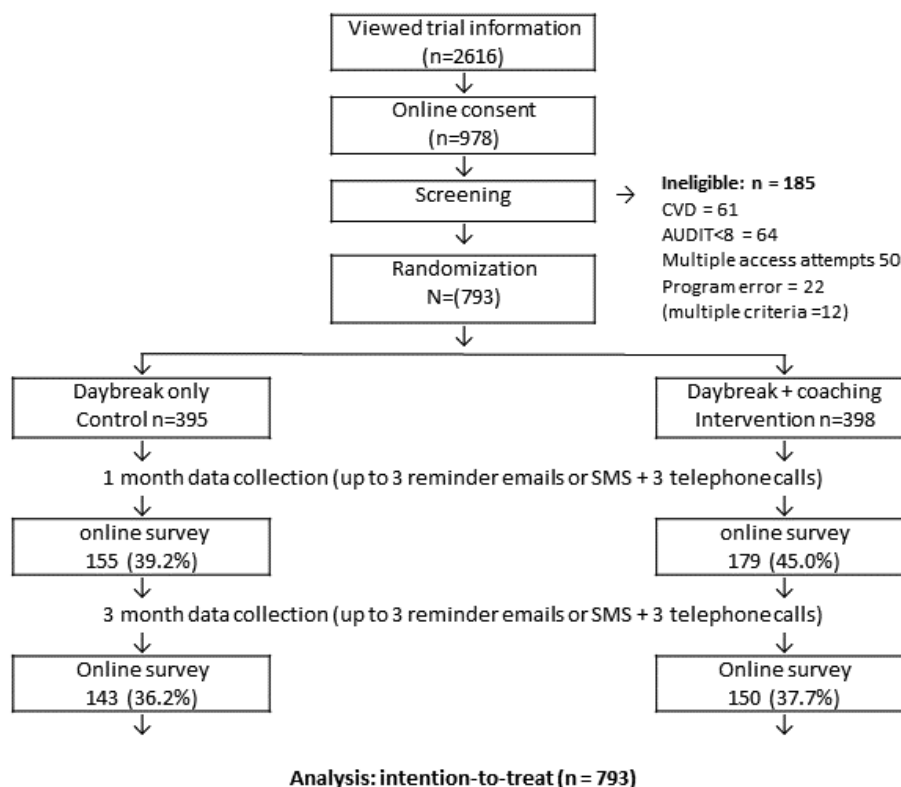 Viewed trial information
(n=2616)
Online consent
(n=978)
Screening
Ineligible: n = 185
CVD = 61
AUDIT<8 = 64
Multiple access attempts 50
Program error = 22
(multiple criteria =12)
Randomization
N=(793)
Daybreak only
Control n=395
Daybreak + coaching
Intervention n=398
1 month data collection (up to 3 reminder emails or SMS + 3 telephone calls)
online survey
155 (39.2%)
online survey
179 (45.0%)
3 month data collection (up to 3 reminder emails or SMS + 3 telephone calls)
Online survey
143 (36.2%)
Online survey
150 (37.7%)
Analysis: intention-to-treat (n = 793)